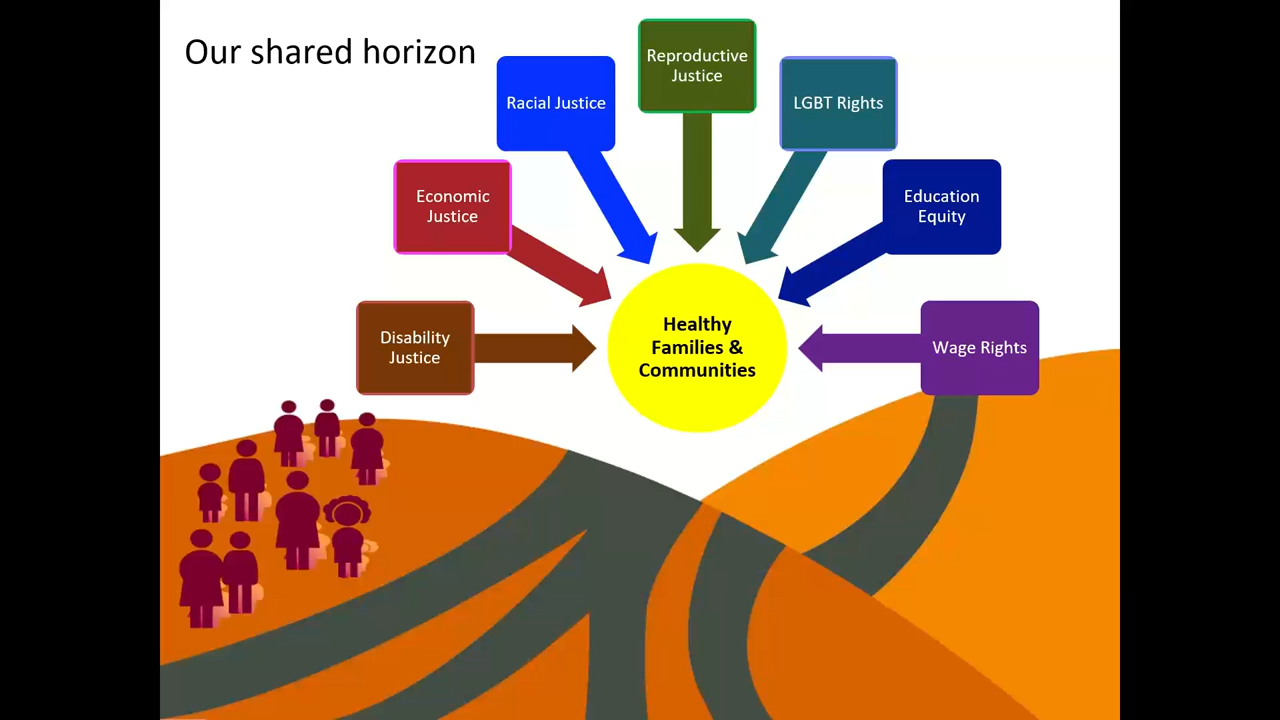 Our shared horizon
Reproductive
Justice
Racial Justice
LGBT Rights
Economic
Justice
Education
Equity
Disability
Justice
Healthy
Families &
Communities
Wage Rights